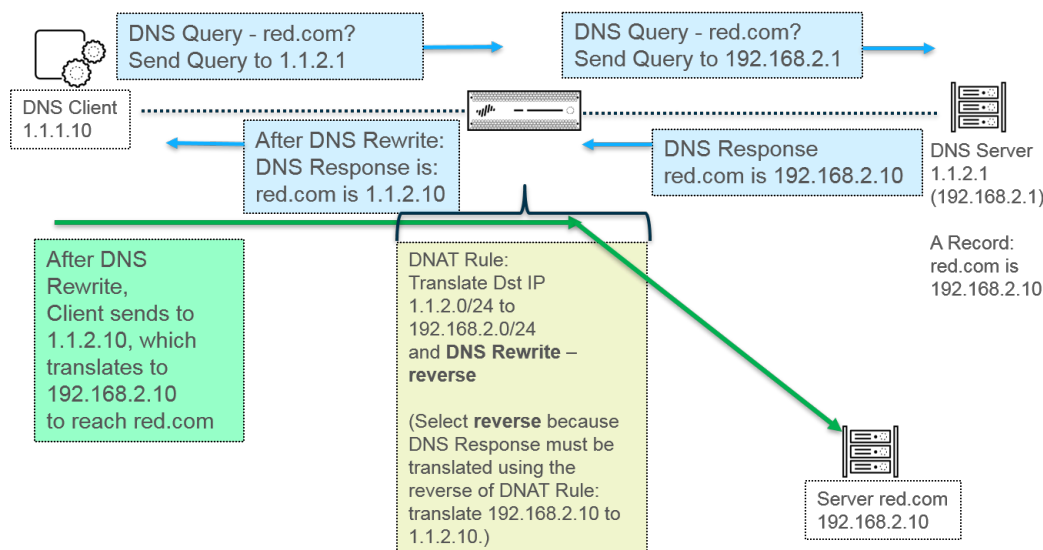 DNS Query - red.com?
Send Query to 1.1.2.1
DNS Query - red.com?
Send Query to 192.168.2.1
DNS Client
1.1.1.10
After DNS Rewrite:
DNS Response is:
red.com is 1.1.2.10
DNS Response
red.com is 192.168.2.10
DNS Server
1.1.2.1
(192.168.2.1)
A Record:
red.com is
192.168.2.10
After DNS
Rewrite,
Client sends to
1.1.2.10, which
translates to
192.168.2.10
to reach red.com
DNAT Rule:
Translate Dst IP
1.1.2.0/24 to
192.168.2.0/24
and DNS Rewrite –
reverse
(Select reverse because
DNS Response must be
translated using the
reverse of DNAT Rule:
translate 192.168.2.10 to
1.1.2.10.)
Server red.com
192.168.2.10